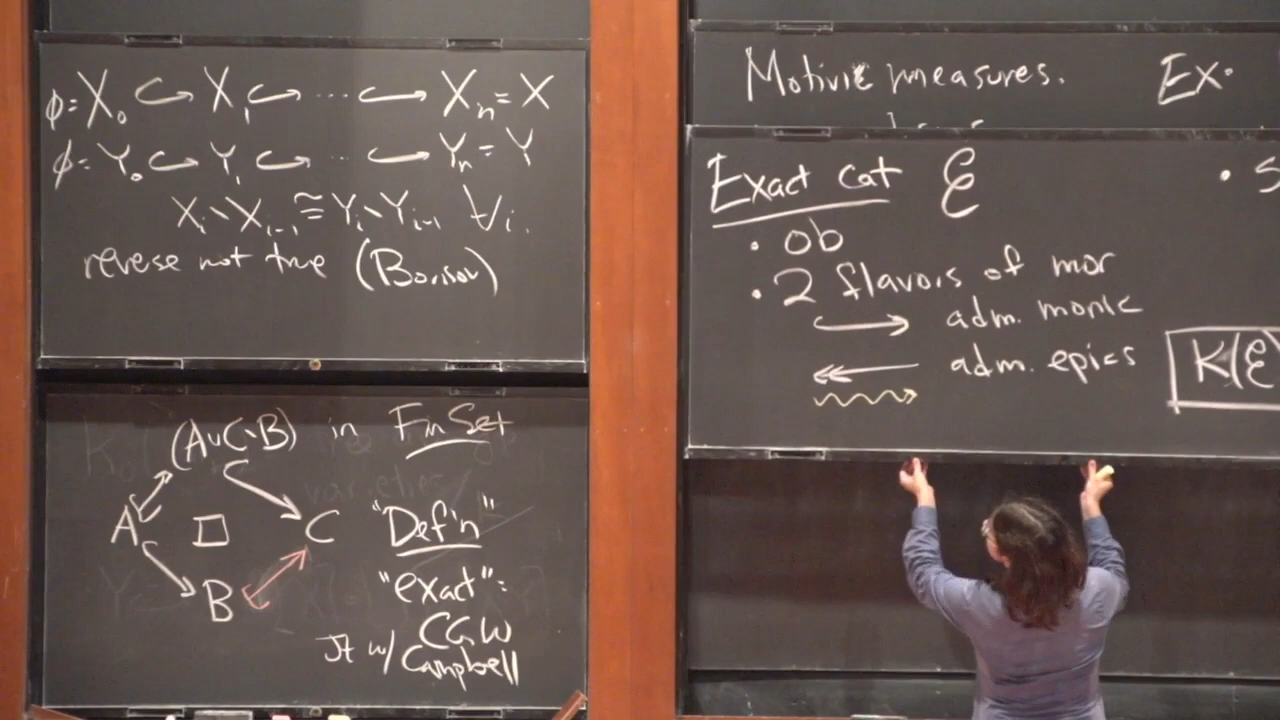 ∅=X₀ ↪ X₁ ↪ ⋯ ↪ Xₙ=X
∅=Y₀ ↪ Y₁ ↪ ⋯ ↪ Yₙ=Y
Xᵢ∖Xᵢ₋₁ ≅ Yᵢ∖Yᵢ₋₁ ∀i.
reverse not true (Borisov)
(A∪C∖B) in FinSet
A □ C "Def'n"
B "exact":
CGW
Jt w/ Campbell
Motivic measures. Ex.
Exact cat ℰ
• ob
• 2 flavors of mor
↪ adm. monic
↞ adm. epics
K(ℰ